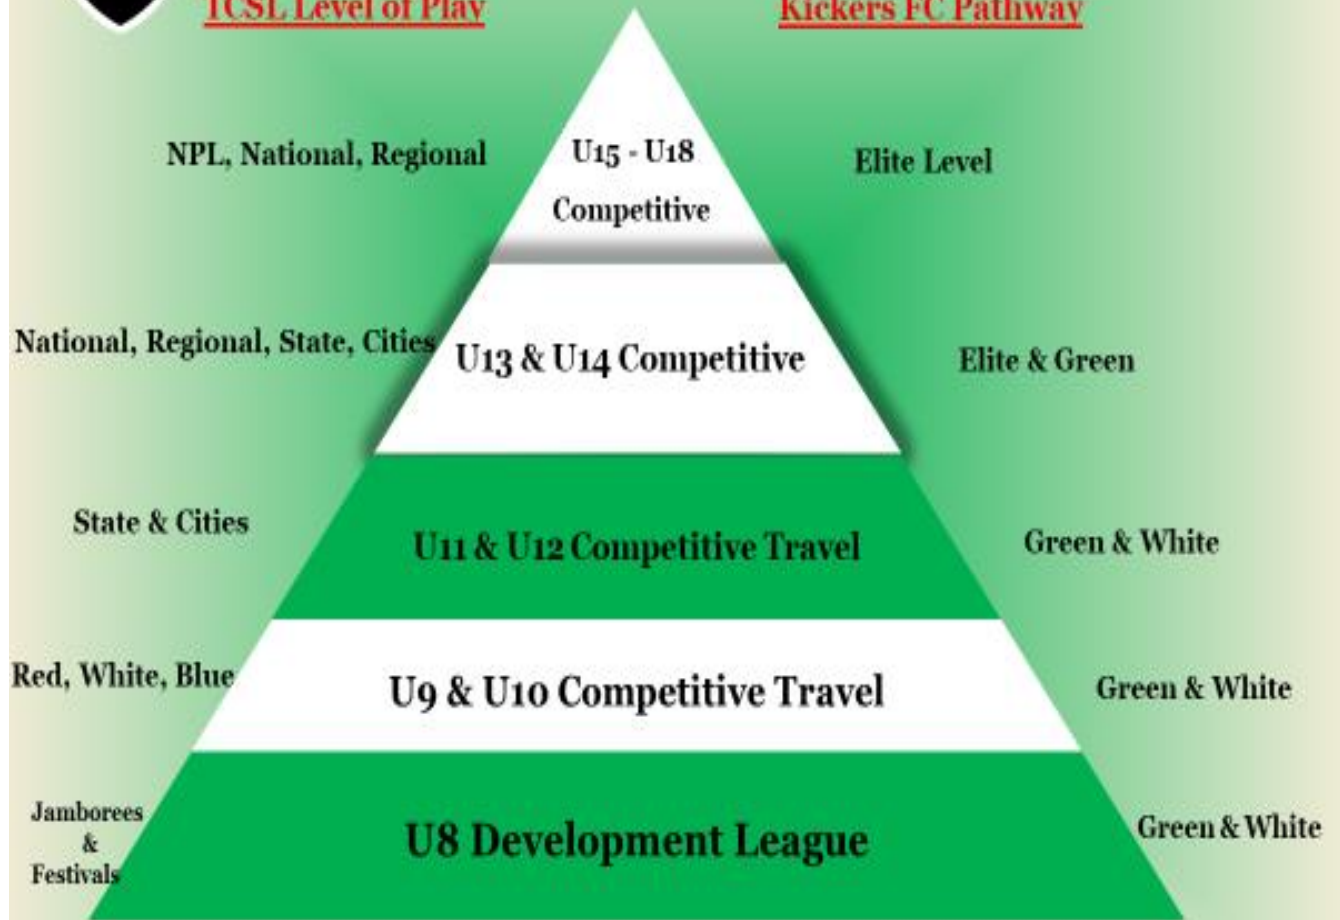 TCSL Level of Play
Kickers FC Pathway
NPL, National, Regional
U15 - U18
Competitive
Elite Level
National, Regional, State, Cities
U13 & U14 Competitive
Elite & Green
State & Cities
U11 & U12 Competitive Travel
Green & White
Red, White, Blue
U9 & U10 Competitive Travel
Green & White
Jamborees
&
Festivals
U8 Development League
Green & White